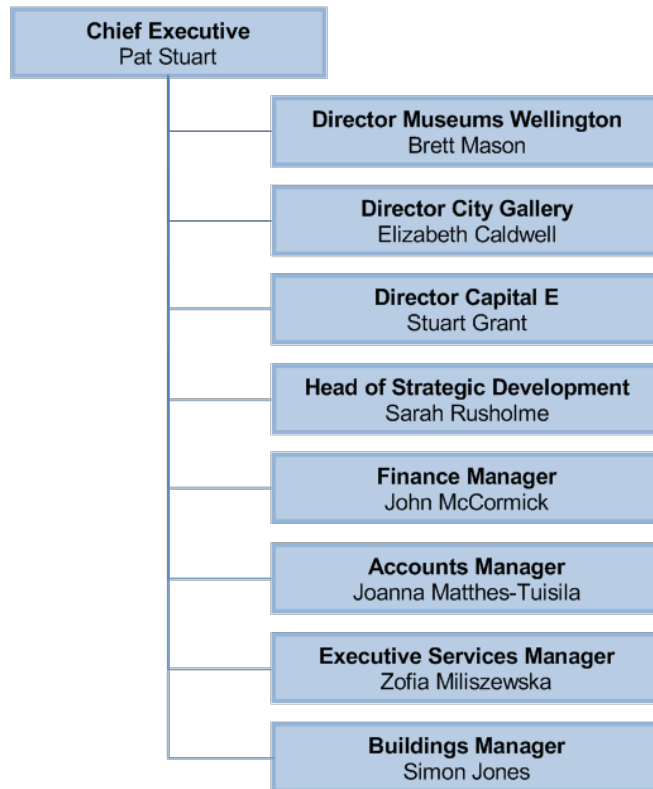 Chief Executive
Pat Stuart
Director Museums Wellington
Brett Mason
Director City Gallery
Elizabeth Caldwell
Director Capital E
Stuart Grant
Head of Strategic Development
Sarah Rusholme
Finance Manager
John McCormick
Accounts Manager
Joanna Matthes-Tuisila
Executive Services Manager
Zofia Miliszewska
Buildings Manager
Simon Jones